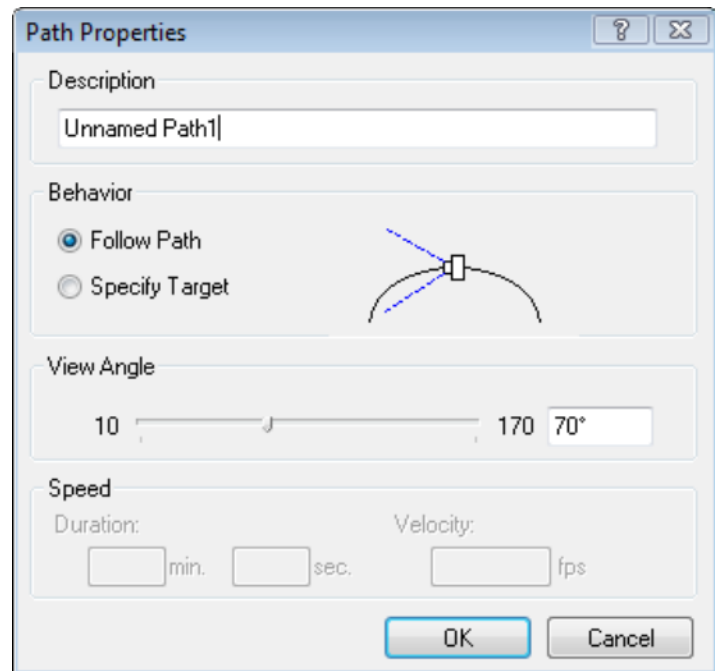 Path Properties
Description
Unnamed Path1
Behavior
Follow Path
Specify Target
View Angle
10 170 70°
Speed
Duration: Velocity:
min. sec. fps
OK Cancel